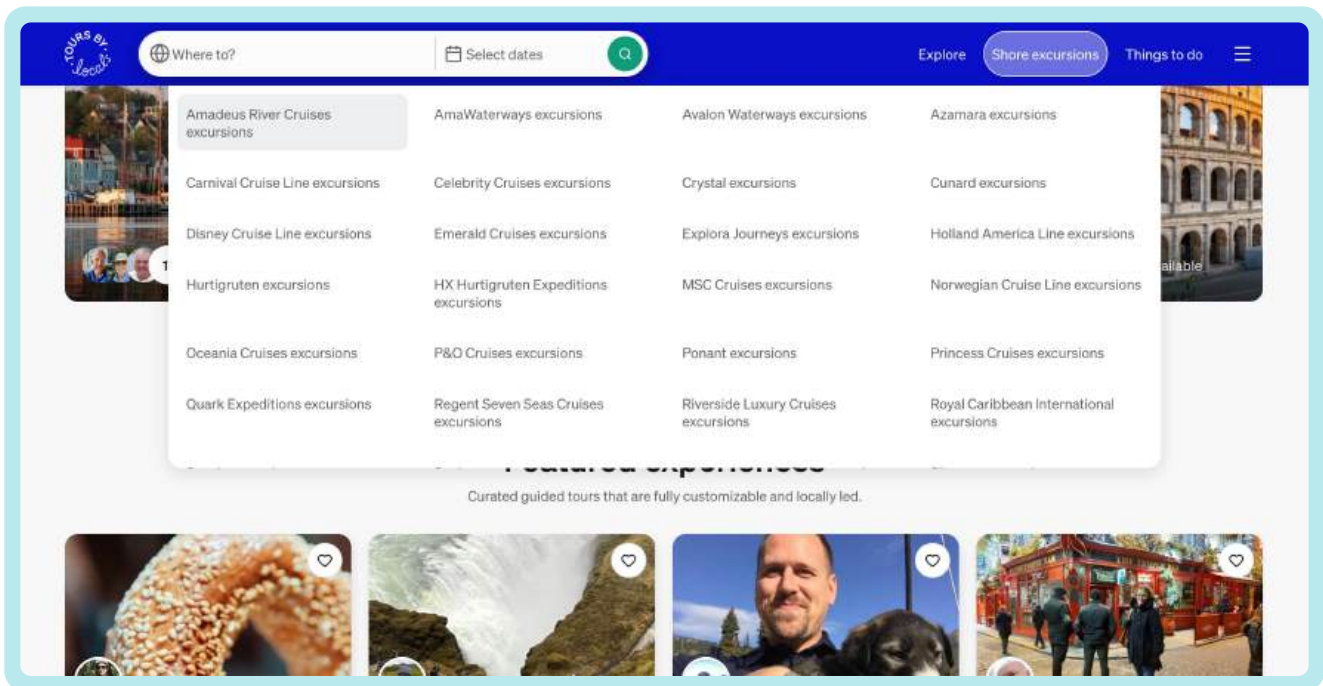 TOURS BY
locals
Where to?
Select dates
Explore
Shore excursions
Things to do
Amadeus River Cruises
excursions
AmaWaterways excursions
Avalon Waterways excursions
Azamara excursions
Carnival Cruise Line excursions
Celebrity Cruises excursions
Crystal excursions
Cunard excursions
Disney Cruise Line excursions
Emerald Cruises excursions
Explora Journeys excursions
Holland America Line excursions
1
ailable
Hurtigruten excursions
HX Hurtigruten Expeditions
excursions
MSC Cruises excursions
Norwegian Cruise Line excursions
Oceania Cruises excursions
P&O Cruises excursions
Ponant excursions
Princess Cruises excursions
Quark Expeditions excursions
Regent Seven Seas Cruises
excursions
Riverside Luxury Cruises
excursions
Royal Caribbean International
excursions
Featured experiences
Curated guided tours that are fully customizable and locally led.